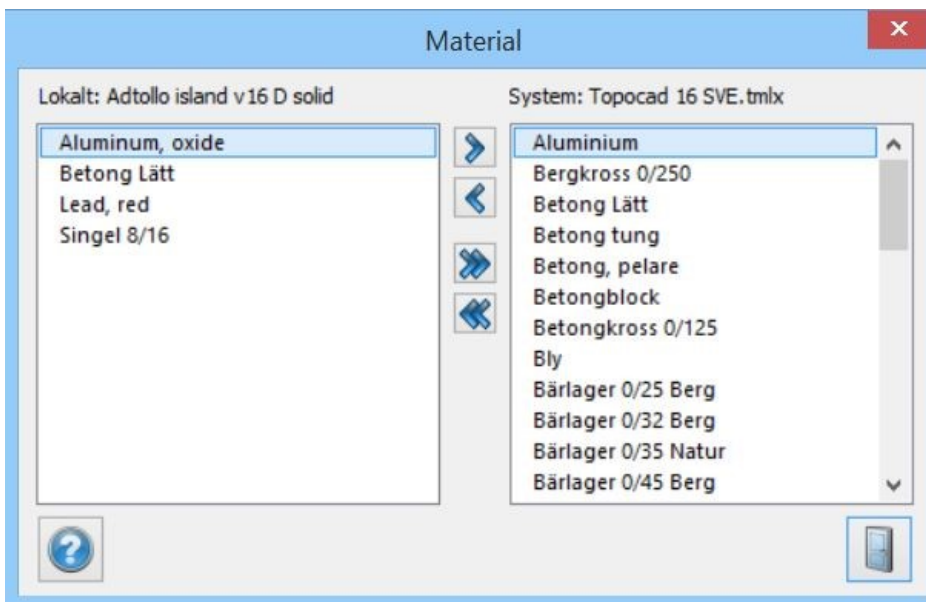 Material
Lokalt: Adtollo island v16 D solid
Aluminum, oxide
Betong Lätt
Lead, red
Singel 8/16
System: Topocad 16 SVE.tmlx
Aluminium
Bergkross 0/250
Betong Lätt
Betong tung
Betong, pelare
Betongblock
Betongkross 0/125
Bly
Bärlager 0/25 Berg
Bärlager 0/32 Berg
Bärlager 0/35 Natur
Bärlager 0/45 Berg